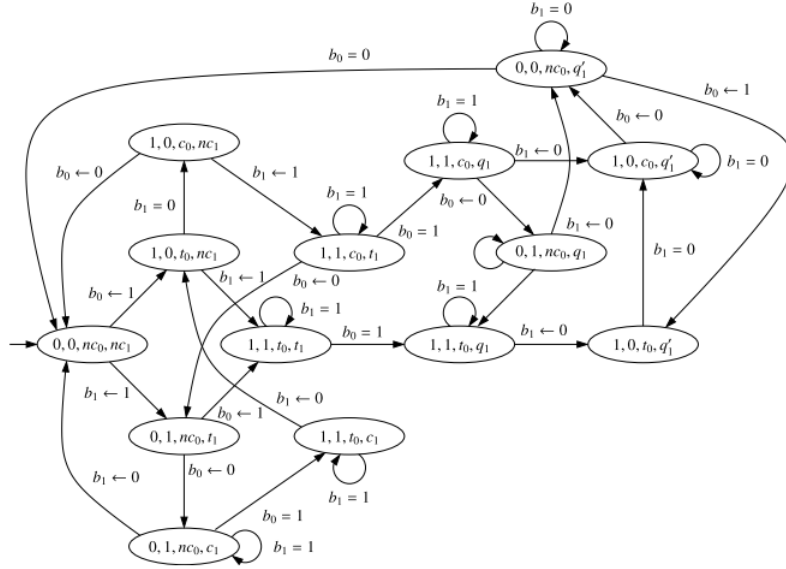 b₁ = 0
b₀ = 0
0, 0, nc₀, q′₁
b₀ ← 1
b₁ = 1
b₀ ← 0
1, 0, c₀, nc₁
1, 1, c₀, q₁
b₁ ← 0
1, 0, c₀, q′₁
b₁ = 0
b₀ ← 0
b₁ ← 1
b₁ = 1
b₀ ← 0
b₁ = 0
b₀ = 1
b₁ ← 0
1, 0, t₀, nc₁
1, 1, c₀, t₁
0, 1, nc₀, q₁
b₁ = 0
b₁ ← 1
b₀ ← 0
b₁ = 1
b₀ ← 1
b₁ = 1
0, 0, nc₀, nc₁
1, 1, t₀, t₁
b₀ = 1
1, 1, t₀, q₁
b₁ ← 0
1, 0, t₀, q′₁
b₁ ← 1
b₁ ← 0
b₀ ← 1
0, 1, nc₀, t₁
1, 1, t₀, c₁
b₁ ← 0
b₀ ← 0
b₁ = 1
b₀ = 1
0, 1, nc₀, c₁
b₁ = 1